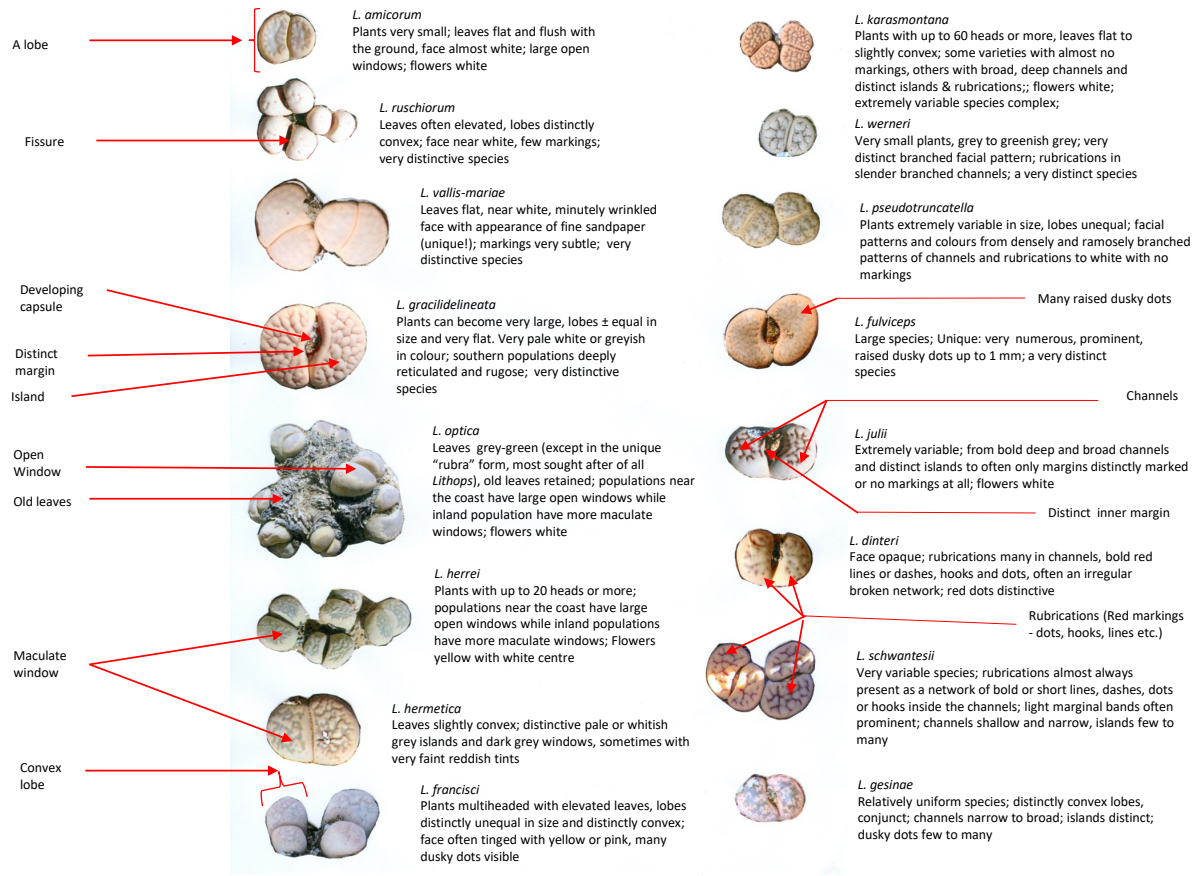 A lobe
Fissure
Developing
capsule
Distinct
margin
Island
Open
Window
Old leaves
Maculate
window
Convex
lobe
L. amicorum
Plants very small; leaves flat and flush with
the ground, face almost white; large open
windows; flowers white
L. ruschiorum
Leaves often elevated, lobes distinctly
convex; face near white, few markings;
very distinctive species
L. vallis-mariae
Leaves flat, near white, minutely wrinkled
face with appearance of fine sandpaper
(unique!); markings very subtle; very
distinctive species
L. gracilidelineata
Plants can become very large, lobes ± equal in
size and very flat. Very pale white or greyish
in colour; southern populations deeply
reticulated and rugose; very distinctive
species
L. optica
Leaves grey-green (except in the unique
“rubra” form, most sought after of all
Lithops), old leaves retained; populations near
the coast have large open windows while
inland population have more maculate
windows; flowers white
L. herrei
Plants with up to 20 heads or more;
populations near the coast have large
open windows while inland populations
have more maculate windows; Flowers
yellow with white centre
L. hermetica
Leaves slightly convex; distinctive pale or whitish
grey islands and dark grey windows, sometimes with
very faint reddish tints
L. francisci
Plants multiheaded with elevated leaves, lobes
distinctly unequal in size and distinctly convex;
face often tinged with yellow or pink, many
dusky dots visible
L. karasmontana
Plants with up to 60 heads or more, leaves flat to
slightly convex; some varieties with almost no
markings, others with broad, deep channels and
distinct islands & rubrications;; flowers white;
extremely variable species complex;
L. werneri
Very small plants, grey to greenish grey; very
distinct branched facial pattern; rubrications in
slender branched channels; a very distinct species
L. pseudotruncatella
Plants extremely variable in size, lobes unequal; facial
patterns and colours from densely and ramosely branched
patterns of channels and rubrications to white with no
markings
Many raised dusky dots
L. fulviceps
Large species; Unique: very numerous, prominent,
raised dusky dots up to 1 mm; a very distinct
species
Channels
L. julii
Extremely variable; from bold deep and broad channels
and distinct islands to often only margins distinctly marked
or no markings at all; flowers white
Distinct inner margin
L. dinteri
Face opaque; rubrications many in channels, bold red
lines or dashes, hooks and dots, often an irregular
broken network; red dots distinctive
Rubrications (Red markings
- dots, hooks, lines etc.)
L. schwantesii
Very variable species; rubrications almost always
present as a network of bold or short lines, dashes, dots
or hooks inside the channels; light marginal bands often
prominent; channels shallow and narrow, islands few to
many
L. gesinae
Relatively uniform species; distinctly convex lobes,
conjunct; channels narrow to broad; islands distinct;
dusky dots few to many